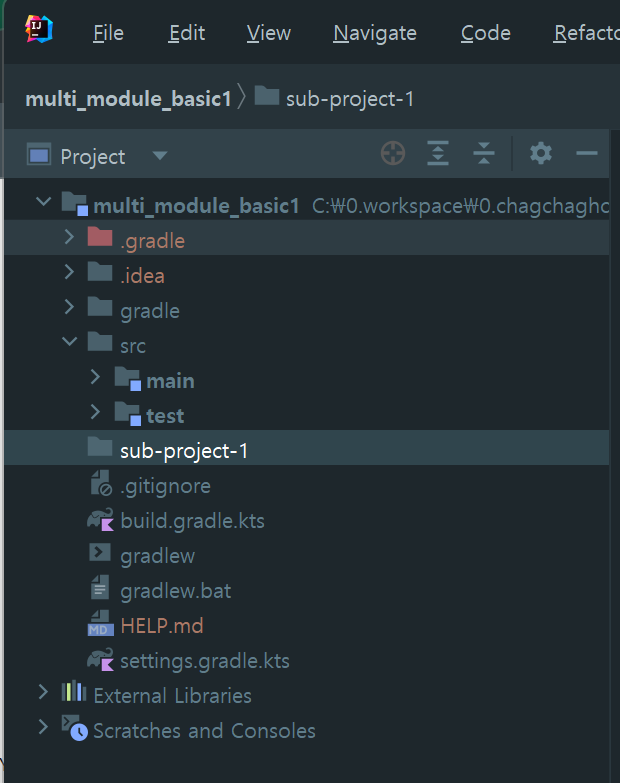 File Edit View Navigate Code Refacto
multi_module_basic1 〉 sub-project-1
Project
multi_module_basic1 C:₩0.workspace₩0.chagchagho
.gradle
.idea
gradle
src
main
test
sub-project-1
.gitignore
build.gradle.kts
gradlew
gradlew.bat
HELP.md
settings.gradle.kts
External Libraries
Scratches and Consoles